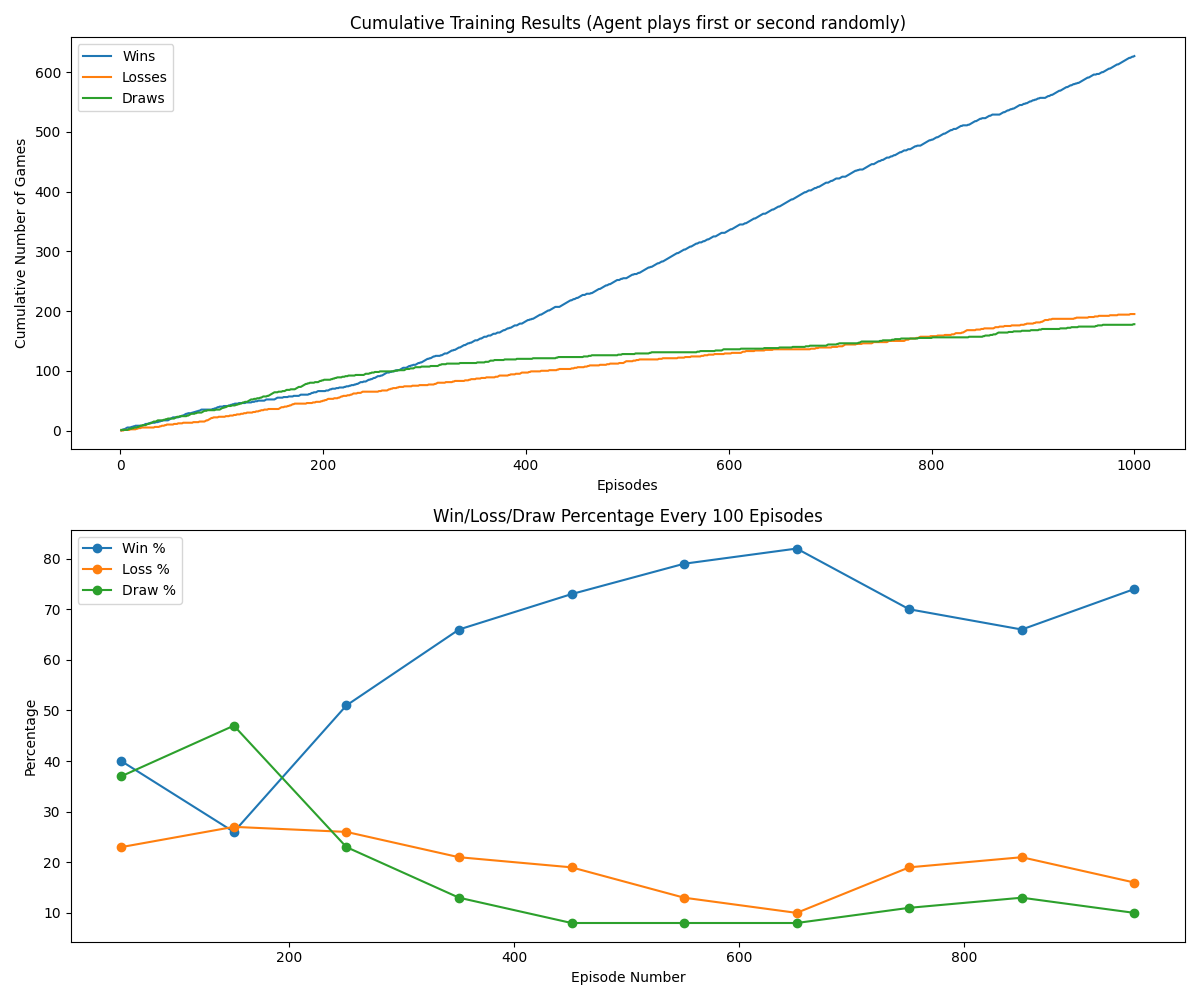 Cumulative Training Results (Agent plays first or second randomly)
Wins
Losses
Draws
Cumulative Number of Games
600
500
400
300
200
100
0
0 200 400 600 800 1000
Episodes
Win/Loss/Draw Percentage Every 100 Episodes
Win %
Loss %
Draw %
Percentage
80
70
60
50
40
30
20
10
200 400 600 800
Episode Number